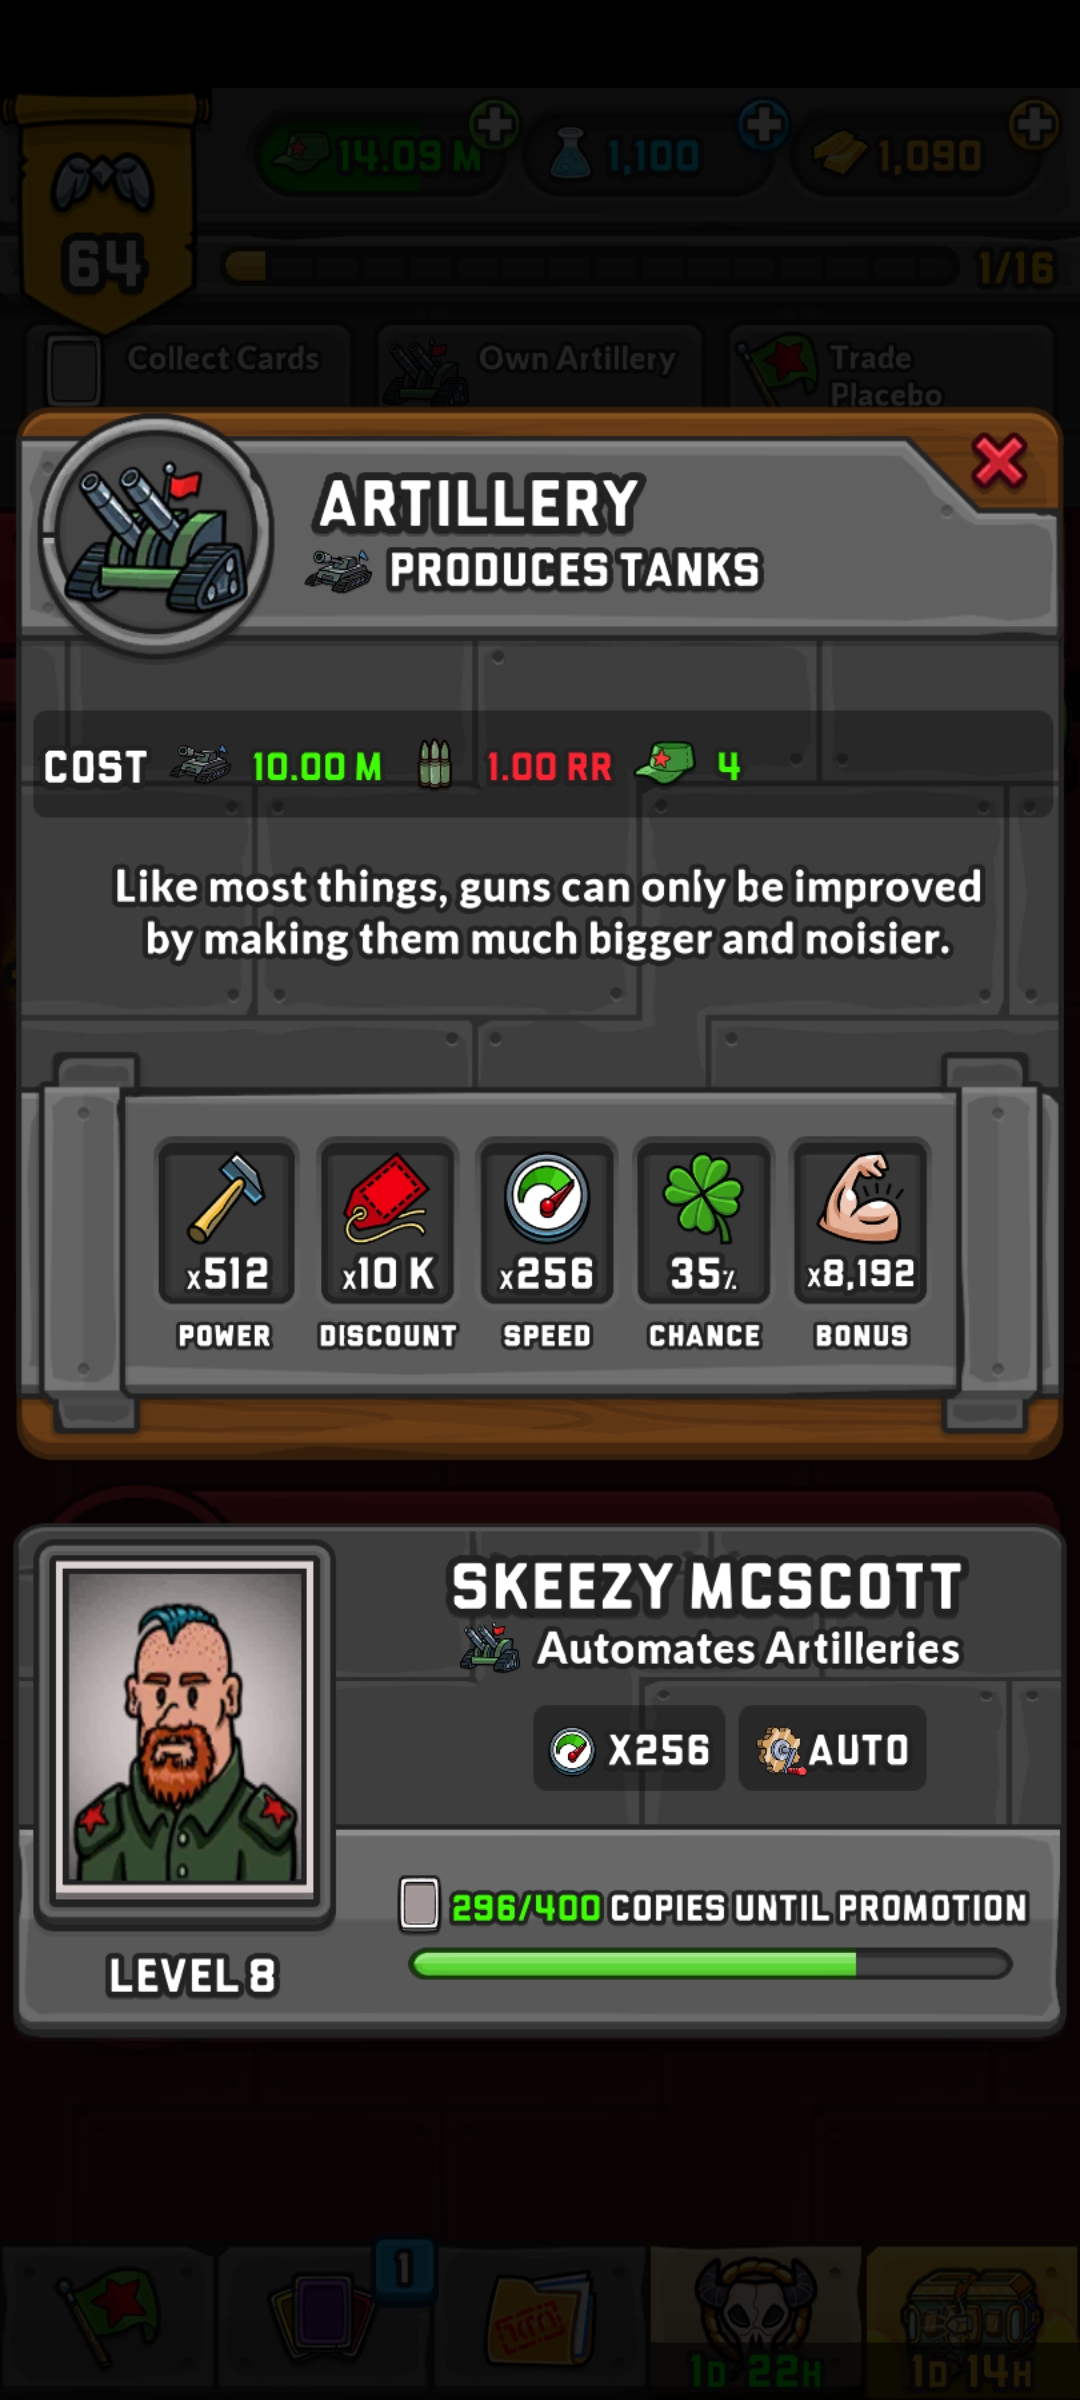 14.09 M
1,100
1,090
64
1/16
Collect Cards
Own Artillery
Trade
Placebo
ARTILLERY
PRODUCES TANKS
COST 10.00 M 1.00 RR 4
Like most things, guns can only be improved
by making them much bigger and noisier.
x512 x10 K x256 35% x8,192
POWER DISCOUNT SPEED CHANCE BONUS
SKEEZY MCSCOTT
Automates Artilleries
X256 AUTO
296/400 COPIES UNTIL PROMOTION
LEVEL 8
1
1D 22H
1D 14H